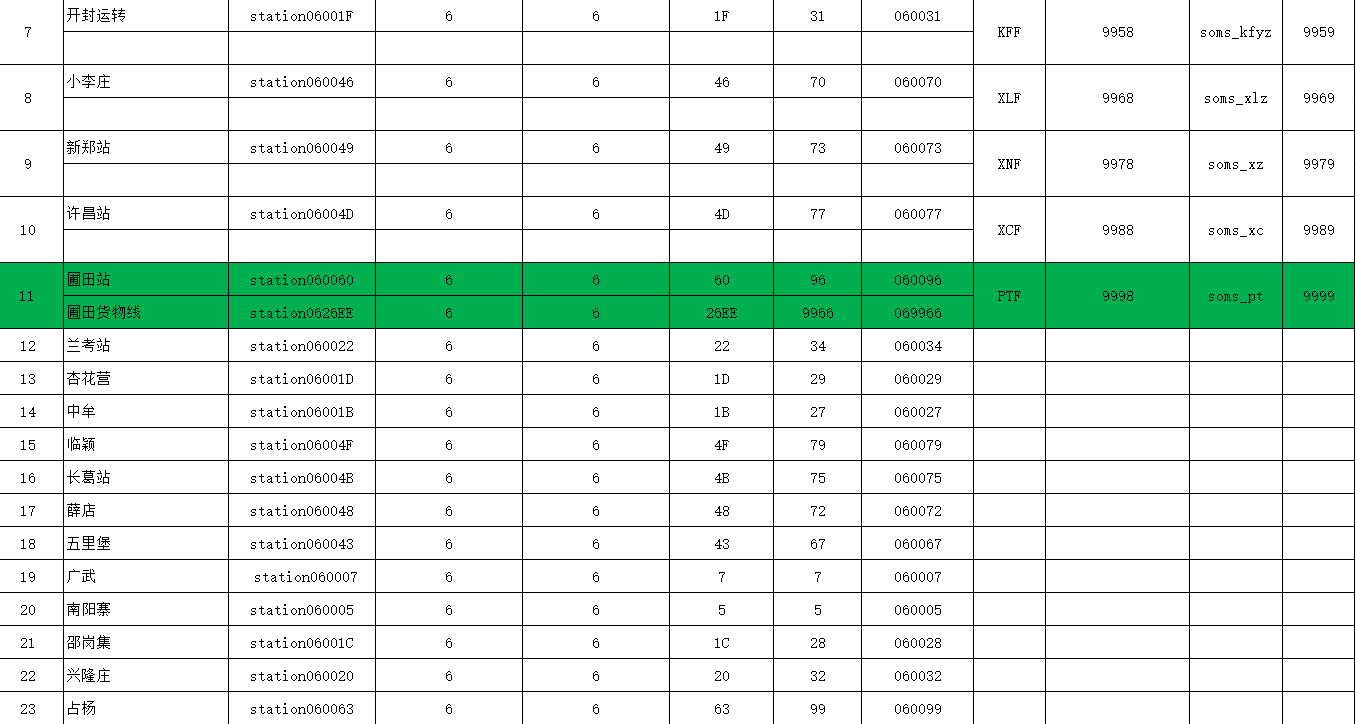 7 开封运转 station06001F 6 6 1F 31 060031 KFF 9958 soms_kfyz 9959
8 小李庄 station060046 6 6 46 70 060070 XLF 9968 soms_xlz 9969
9 新郑站 station060049 6 6 49 73 060073 XNF 9978 soms_xz 9979
10 许昌站 station06004D 6 6 4D 77 060077 XCF 9988 soms_xc 9989
11 圃田站 station060060 6 6 60 96 060096 PTF 9998 soms_pt 9999
圃田货物线 station0626EE 6 6 26EE 9966 069966
12 兰考站 station060022 6 6 22 34 060034
13 杏花营 station06001D 6 6 1D 29 060029
14 中牟 station06001B 6 6 1B 27 060027
15 临颍 station06004F 6 6 4F 79 060079
16 长葛站 station06004B 6 6 4B 75 060075
17 薛店 station060048 6 6 48 72 060072
18 五里堡 station060043 6 6 43 67 060067
19 广武 station060007 6 6 7 7 060007
20 南阳寨 station060005 6 6 5 5 060005
21 邵岗集 station06001C 6 6 1C 28 060028
22 兴隆庄 station060020 6 6 20 32 060032
23 占杨 station060063 6 6 63 99 060099